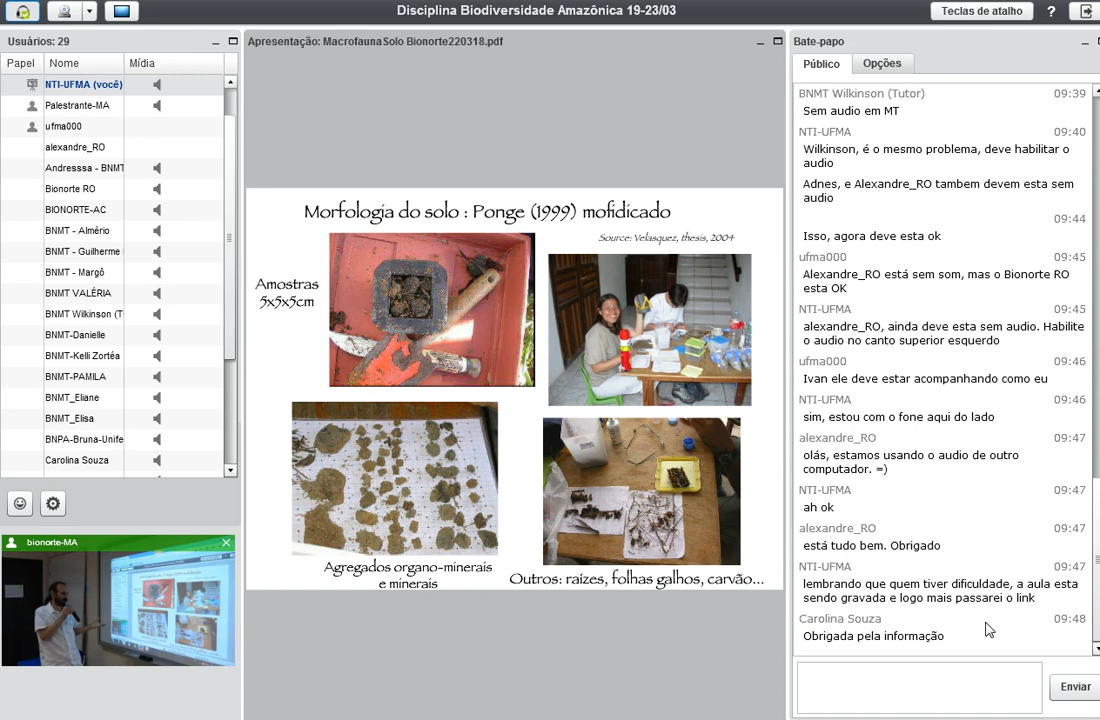 Disciplina Biodiversidade Amazônica 19-23/03
Teclas de atalho
?
Usuários: 29
Papel Nome Mídia
NTI-UFMA (você)
Palestrante-MA
ufma000
alexandre_RO
Andresssa - BNMT
Bionorte RO
BIONORTE-AC
BNMT - Almério
BNMT - Guilherme
BNMT - Margô
BNMT VALÉRIA
BNMT Wilkinson (T
BNMT-Danielle
BNMT-Kelli Zortéa
BNMT-PAMILA
BNMT_Eliane
BNMT_Elisa
BNPA-Bruna-Unife
Carolina Souza
bionorte-MA
Apresentação: MacrofaunaSolo Bionorte220318.pdf
Morfologia do solo : Ponge (1999) mofidicado
Source: Velasquez, thesis, 2004
Amostras
5x5x5cm
Agregados organo-minerais
e minerais
Outros: raízes, folhas galhos, carvão...
Bate-papo
Público Opções
BNMT Wilkinson (Tutor) 09:39
Sem audio em MT
NTI-UFMA 09:40
Wilkinson, é o mesmo problema, deve habilitar o
audio
Adnes, e Alexandre_RO tambem devem esta sem
audio
09:44
Isso, agora deve esta ok
ufma000 09:45
Alexandre_RO está sem som, mas o Bionorte RO
esta OK
NTI-UFMA 09:45
alexandre_RO, ainda deve esta sem audio. Habilite
o audio no canto superior esquerdo
ufma000 09:46
Ivan ele deve estar acompanhando como eu
NTI-UFMA 09:46
sim, estou com o fone aqui do lado
alexandre_RO 09:47
olás, estamos usando o audio de outro
computador. =)
NTI-UFMA 09:47
ah ok
alexandre_RO 09:47
está tudo bem. Obrigado
NTI-UFMA 09:47
lembrando que quem tiver dificuldade, a aula esta
sendo gravada e logo mais passarei o link
Carolina Souza 09:48
Obrigada pela informação
Enviar